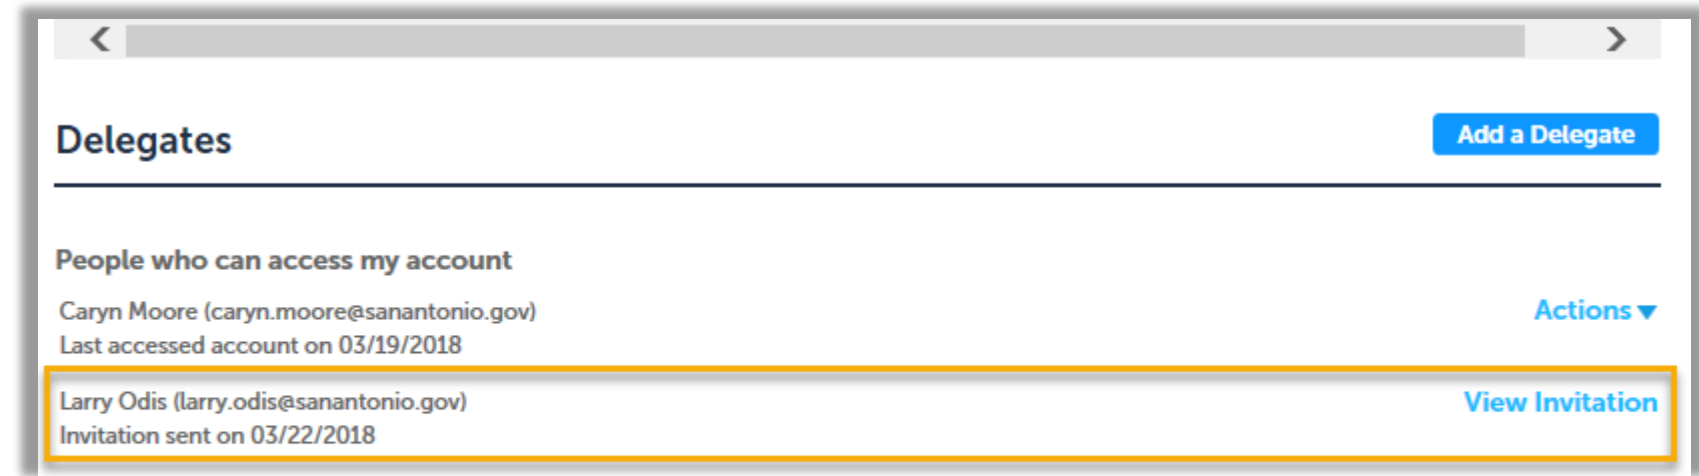 Delegates
Add a Delegate
People who can access my account
Caryn Moore (caryn.moore@sanantonio.gov)
Actions
Last accessed account on 03/19/2018
Larry Odis (larry.odis@sanantonio.gov)
View Invitation
Invitation sent on 03/22/2018